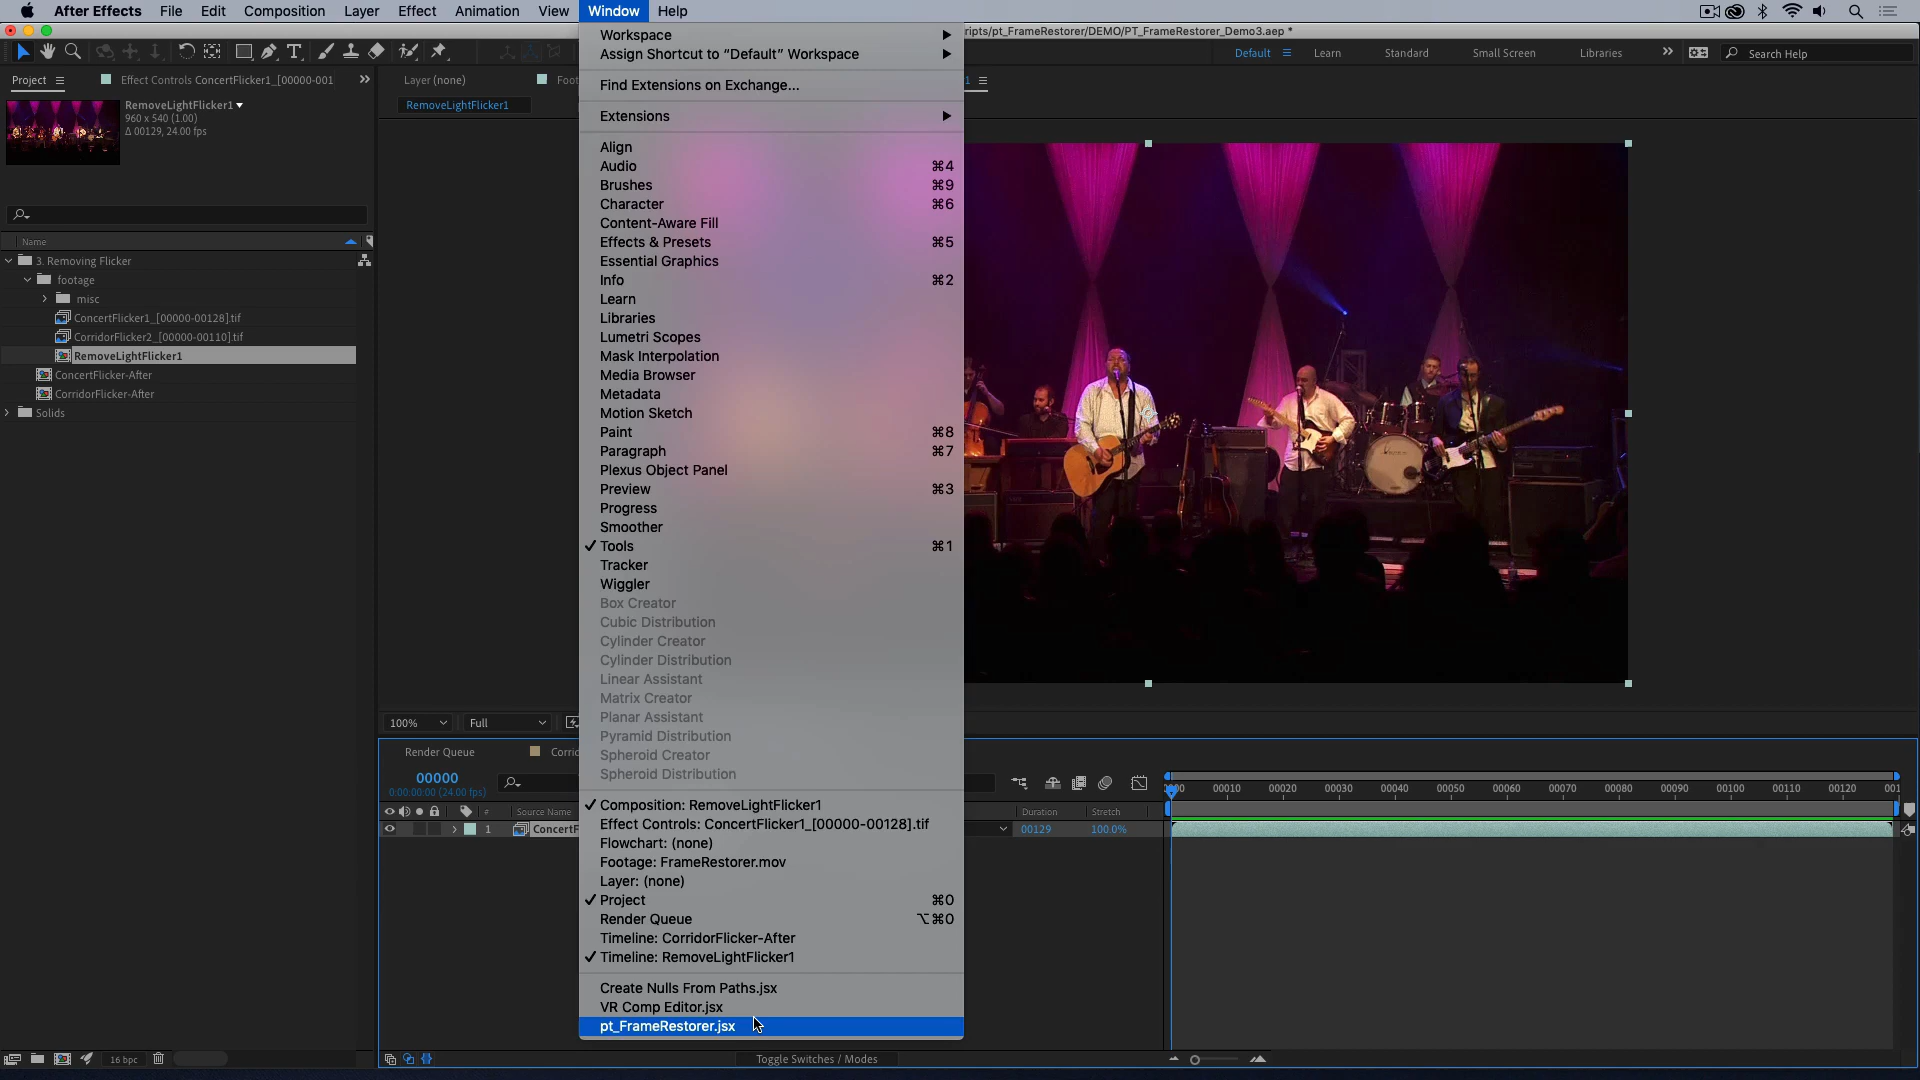 After Effects File Edit Composition Layer Effect Animation View Window Help
ripts/pt_FrameRestorer/DEMO/PT_FrameRestorer_Demo3.aep *
Default Learn Standard Small Screen Libraries Search Help
Project Effect Controls ConcertFlicker1_[00000-001
Layer (none) Foot
RemoveLightFlicker1
960 x 540 (1.00)
Δ 00129, 24.00 fps
RemoveLightFlicker1
Name
3. Removing Flicker
footage
misc
ConcertFlicker1_[00000-00128].tif
CorridorFlicker2_[00000-00110].tif
RemoveLightFlicker1
ConcertFlicker-After
CorridorFlicker-After
Solids
16 bpc
Workspace
Assign Shortcut to “Default” Workspace
Find Extensions on Exchange...
Extensions
Align
Audio ⌘4
Brushes ⌘9
Character ⌘6
Content-Aware Fill
Effects & Presets ⌘5
Essential Graphics
Info ⌘2
Learn
Libraries
Lumetri Scopes
Mask Interpolation
Media Browser
Metadata
Motion Sketch
Paint ⌘8
Paragraph ⌘7
Plexus Object Panel
Preview ⌘3
Progress
Smoother
✓ Tools ⌘1
Tracker
Wiggler
Box Creator
Cubic Distribution
Cylinder Creator
Cylinder Distribution
Linear Assistant
Matrix Creator
Planar Assistant
Pyramid Distribution
Spheroid Creator
Spheroid Distribution
✓ Composition: RemoveLightFlicker1
Effect Controls: ConcertFlicker1_[00000-00128].tif
Flowchart: (none)
Footage: FrameRestorer.mov
Layer: (none)
✓ Project ⌘0
Render Queue ⌥⌘0
Timeline: CorridorFlicker-After
✓ Timeline: RemoveLightFlicker1
Create Nulls From Paths.jsx
VR Comp Editor.jsx
pt_FrameRestorer.jsx
100% Full
Render Queue Corrid
00000
0:00:00:00 (24.00 fps)
# Source Name Duration Stretch
1 ConcertF 00129 100.0%
00010 00020 00030 00040 00050 00060 00070 00080 00090 00100 00110 00120 001
Toggle Switches / Modes